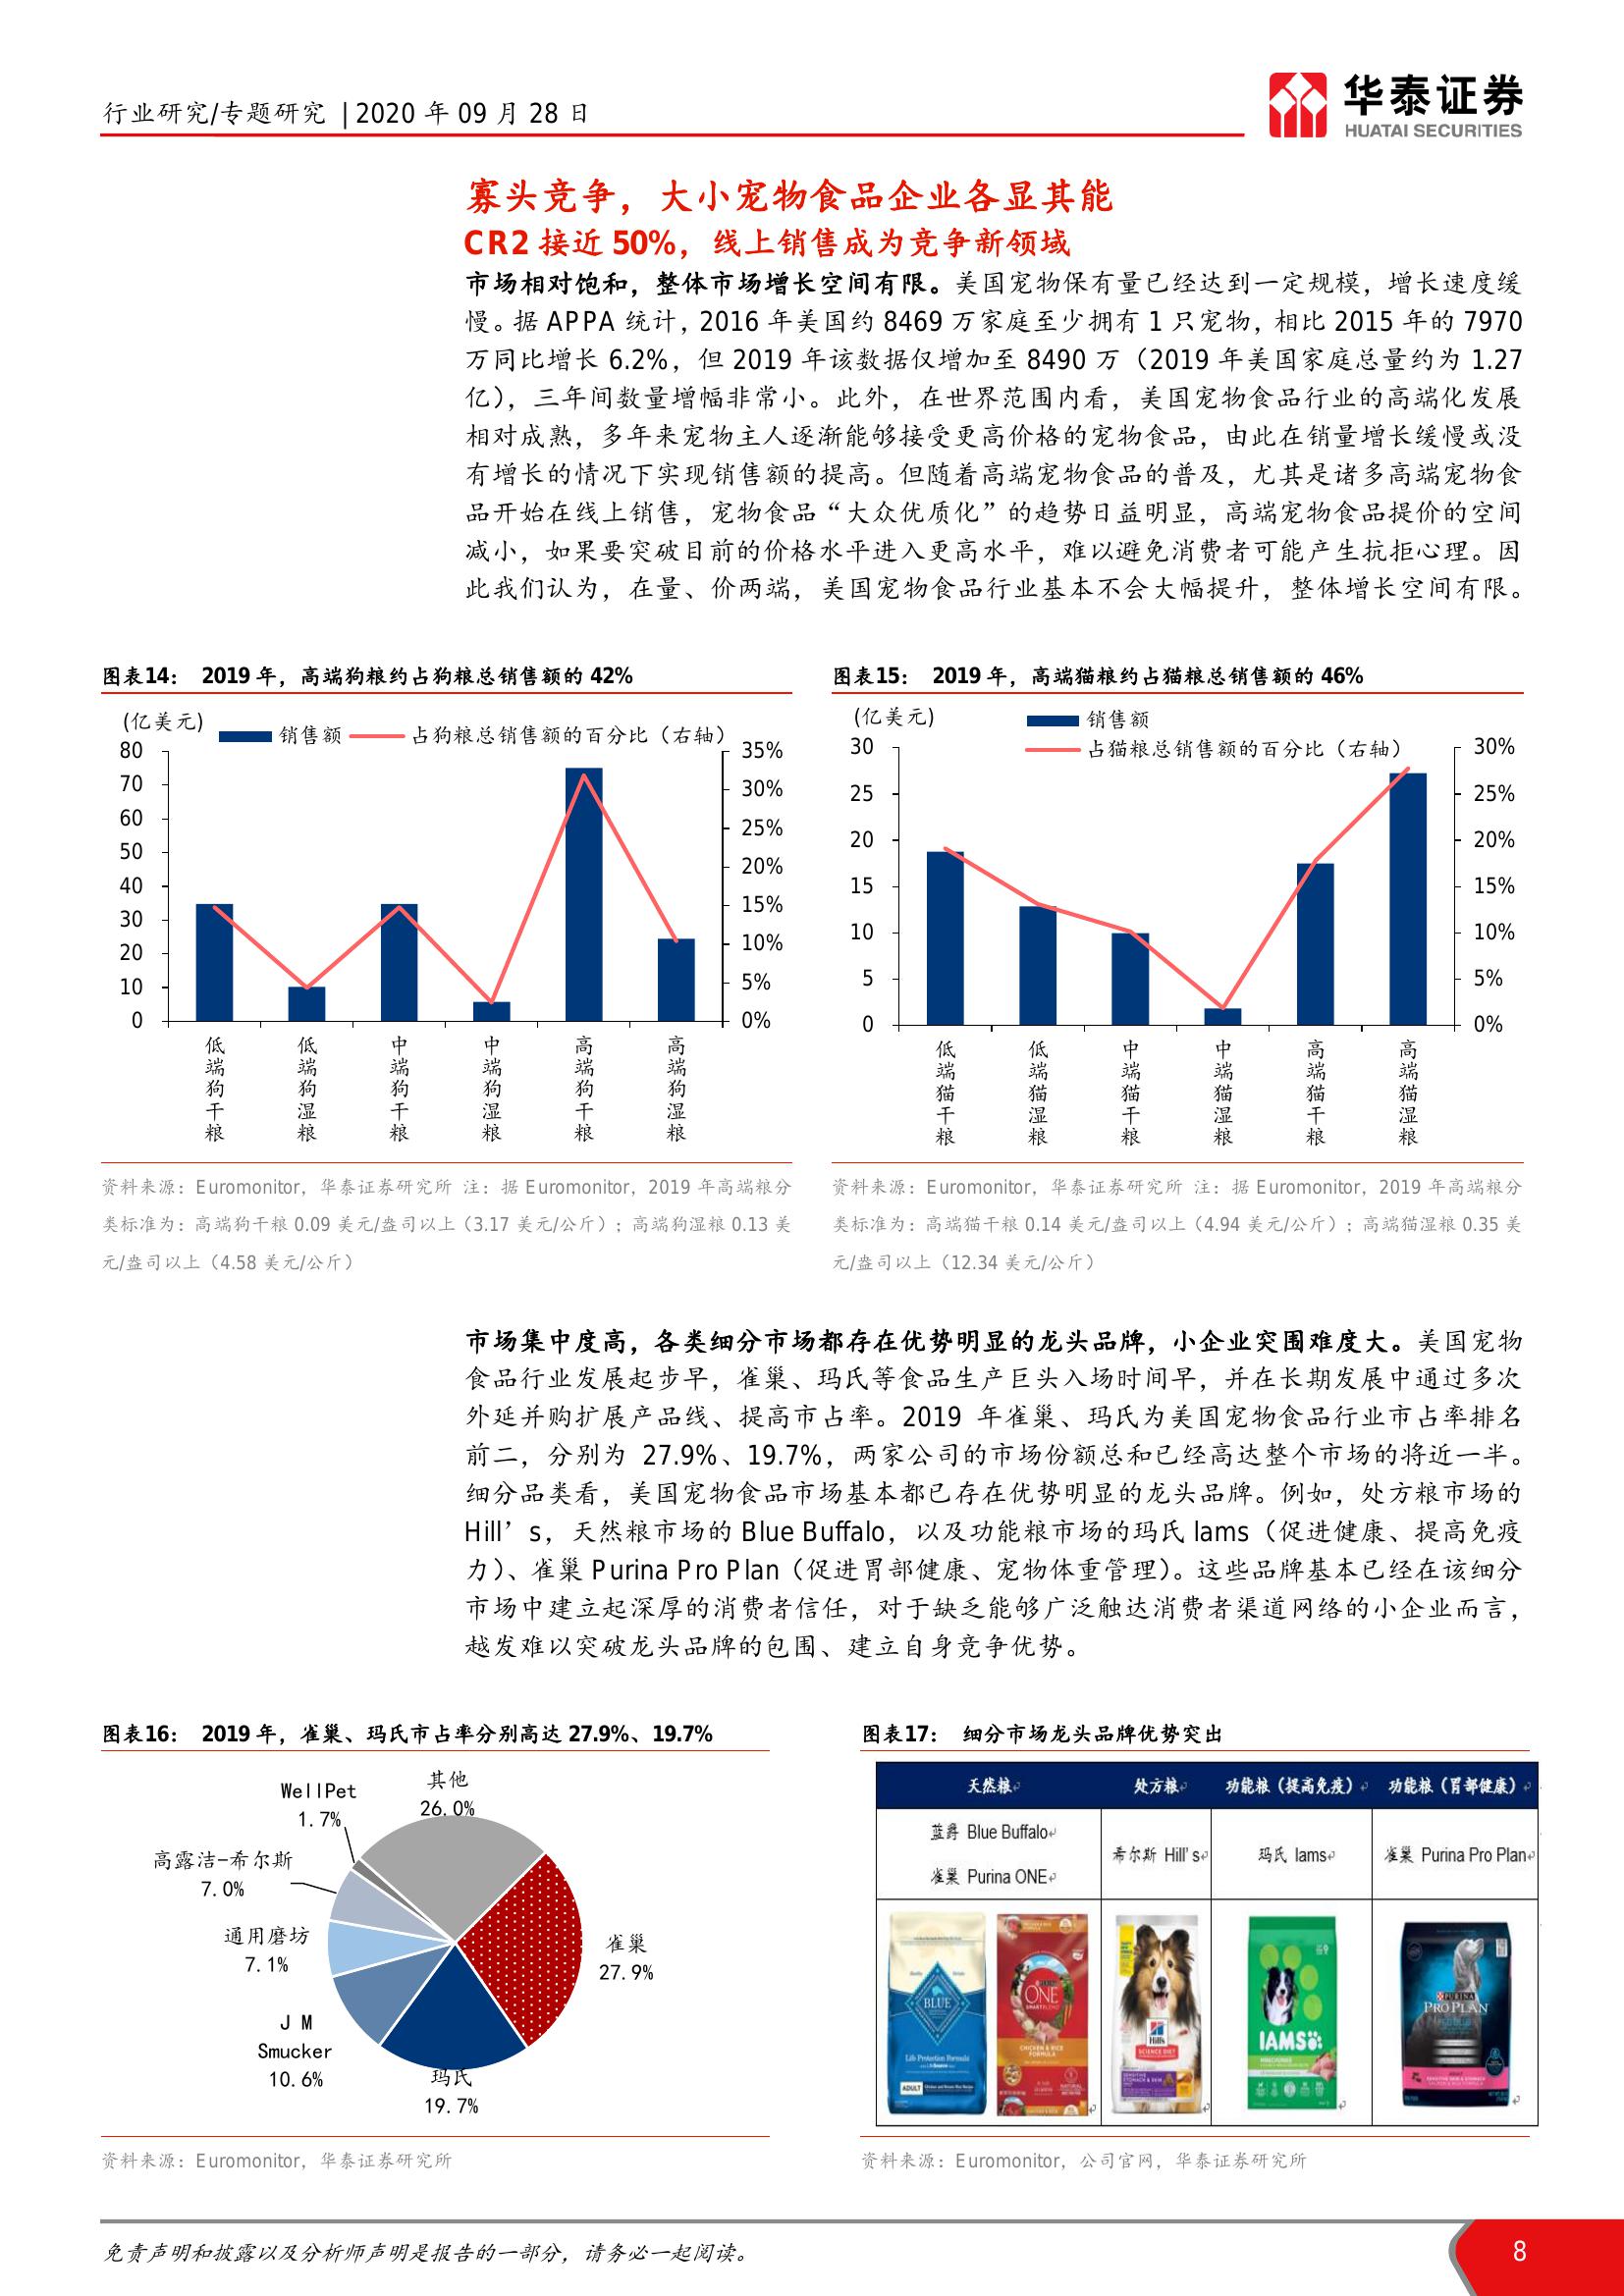 行业研究/专题研究 | 2020 年 09 月 28 日
华泰证券
HUATAI SECURITIES
寡头竞争，大小宠物食品企业各显其能
CR2 接近 50%，线上销售成为竞争新领域
市场相对饱和，整体市场增长空间有限。美国宠物保有量已经达到一定规模，增长速度缓
慢。据 APPA 统计，2016 年美国约 8469 万家庭至少拥有 1 只宠物，相比 2015 年的 7970
万同比增长 6.2%，但 2019 年该数据仅增加至 8490 万（2019 年美国家庭总量约为 1.27
亿），三年间数量增幅非常小。此外，在世界范围内看，美国宠物食品行业的高端化发展
相对成熟，多年来宠物主人逐渐能够接受更高价格的宠物食品，由此在销量增长缓慢或没
有增长的情况下实现销售额的提高。但随着高端宠物食品的普及，尤其是诸多高端宠物食
品开始在线上销售，宠物食品“大众优质化”的趋势日益明显，高端宠物食品提价的空间
减小，如果要突破目前的价格水平进入更高水平，难以避免消费者可能产生抗拒心理。因
此我们认为，在量、价两端，美国宠物食品行业基本不会大幅提升，整体增长空间有限。
图表14： 2019 年，高端狗粮约占狗粮总销售额的 42%
(亿美元)
销售额 占狗粮总销售额的百分比（右轴）
80
70
60
50
40
30
20
10
0
35%
30%
25%
20%
15%
10%
5%
0%
低端狗干粮
低端狗湿粮
中端狗干粮
中端狗湿粮
高端狗干粮
高端狗湿粮
资料来源：Euromonitor，华泰证券研究所 注：据 Euromonitor，2019 年高端粮分
类标准为：高端狗干粮 0.09 美元/盎司以上（3.17 美元/公斤）；高端狗湿粮 0.13 美
元/盎司以上（4.58 美元/公斤）
图表15： 2019 年，高端猫粮约占猫粮总销售额的 46%
(亿美元)
销售额
占猫粮总销售额的百分比（右轴）
30
25
20
15
10
5
0
30%
25%
20%
15%
10%
5%
0%
低端猫干粮
低端猫湿粮
中端猫干粮
中端猫湿粮
高端猫干粮
高端猫湿粮
资料来源：Euromonitor，华泰证券研究所 注：据 Euromonitor，2019 年高端粮分
类标准为：高端猫干粮 0.14 美元/盎司以上（4.94 美元/公斤）；高端猫湿粮 0.35 美
元/盎司以上（12.34 美元/公斤）
市场集中度高，各类细分市场都存在优势明显的龙头品牌，小企业突围难度大。美国宠物
食品行业发展起步早，雀巢、玛氏等食品生产巨头入场时间早，并在长期发展中通过多次
外延并购扩展产品线、提高市占率。2019 年雀巢、玛氏为美国宠物食品行业市占率排名
前二，分别为 27.9%、19.7%，两家公司的市场份额总和已经高达整个市场的将近一半。
细分品类看，美国宠物食品市场基本都已存在优势明显的龙头品牌。例如，处方粮市场的
Hill’s，天然粮市场的 Blue Buffalo，以及功能粮市场的玛氏 Iams（促进健康、提高免疫
力）、雀巢 Purina Pro Plan（促进胃部健康、宠物体重管理）。这些品牌基本已经在该细分
市场中建立起深厚的消费者信任，对于缺乏能够广泛触达消费者渠道网络的小企业而言，
越发难以突破龙头品牌的包围、建立自身竞争优势。
图表16： 2019 年，雀巢、玛氏市占率分别高达 27.9%、19.7%
其他
26.0%
WellPet
1.7%
高露洁-希尔斯
7.0%
通用磨坊
7.1%
J M
Smucker
10.6%
玛氏
19.7%
雀巢
27.9%
资料来源：Euromonitor，华泰证券研究所
图表17： 细分市场龙头品牌优势突出
天然粮 处方粮 功能粮（提高免疫） 功能粮（胃部健康）
蓝爵 Blue Buffalo
雀巢 Purina ONE
希尔斯 Hill's
玛氏 Iams
雀巢 Purina Pro Plan
BLUE
Life Protection Formula
ADULT
ONE
CHICKEN & RICE
FORMULA
Hill's
SCIENCE DIET
IAMS
PURINA
PRO PLAN
资料来源：Euromonitor，公司官网，华泰证券研究所
免责声明和披露以及分析师声明是报告的一部分，请务必一起阅读。
8